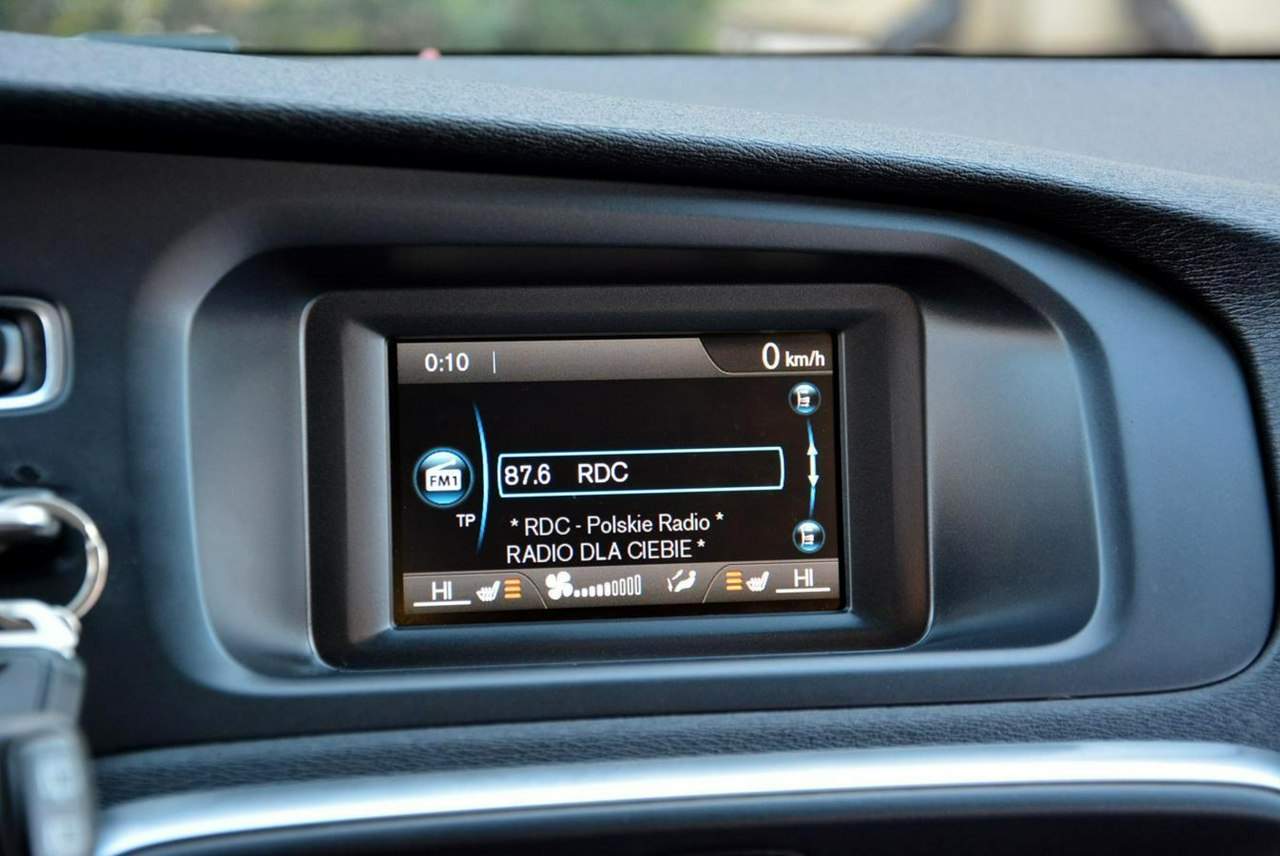 0:10
0 km/h
FM1
87.6 RDC
TP
* RDC - Polskie Radio *
RADIO DLA CIEBIE *
HI HI